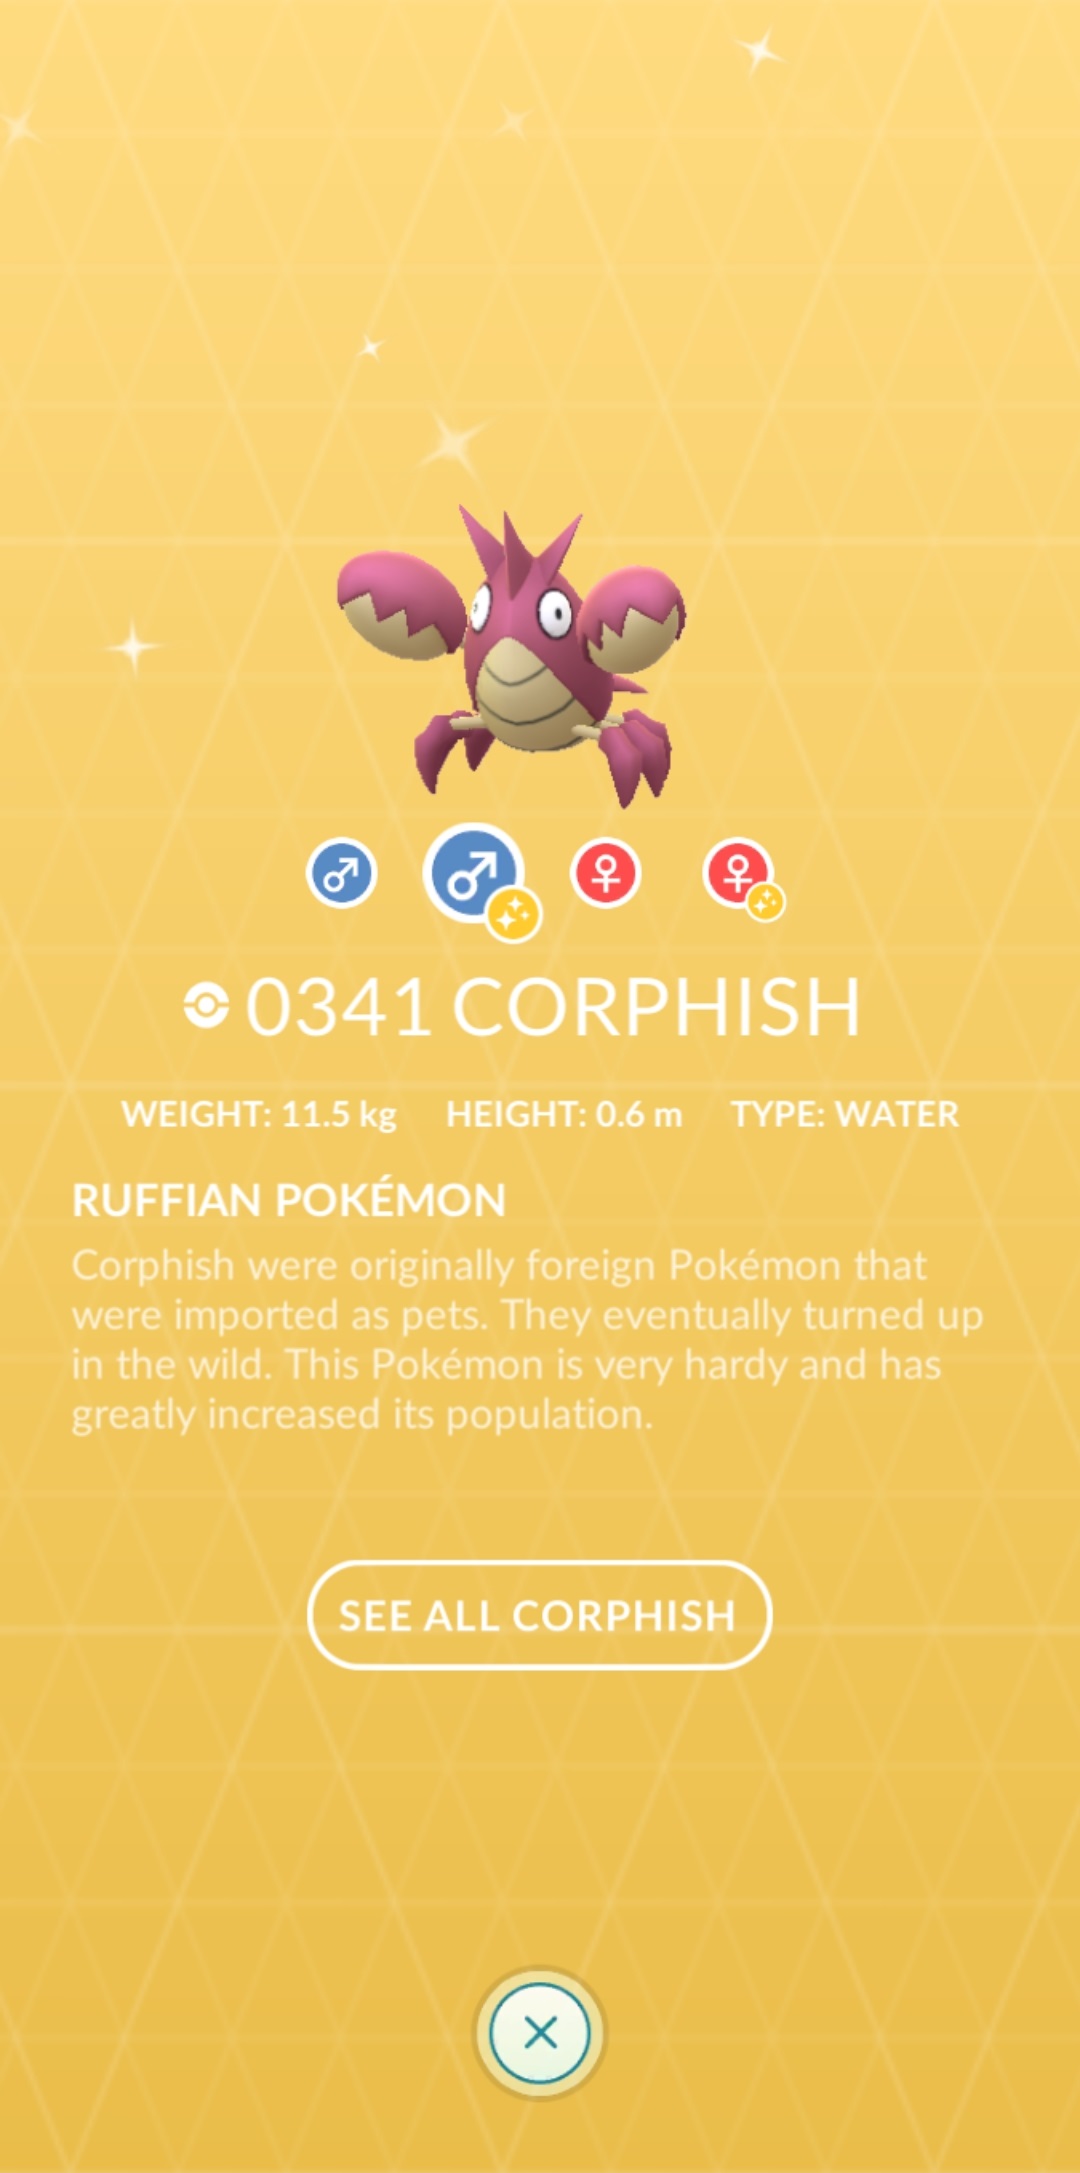 0341 CORPHISH
WEIGHT: 11.5 kg HEIGHT: 0.6 m TYPE: WATER
RUFFIAN POKÉMON
Corphish were originally foreign Pokémon that
were imported as pets. They eventually turned up
in the wild. This Pokémon is very hardy and has
greatly increased its population.
SEE ALL CORPHISH